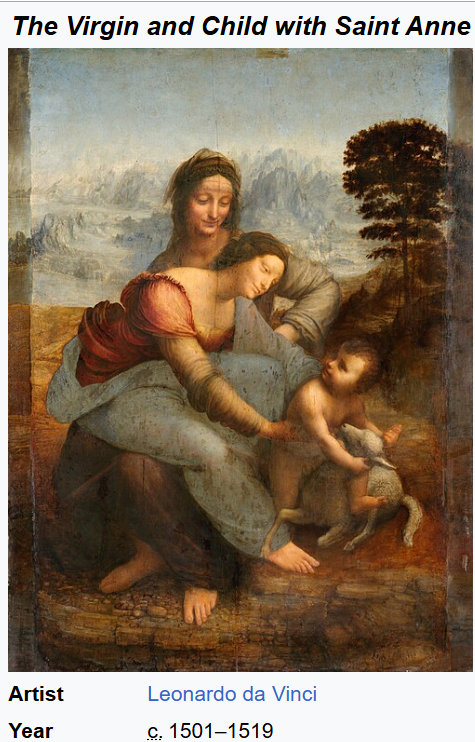 The Virgin and Child with Saint Anne
Artist Leonardo da Vinci
Year c. 1501–1519